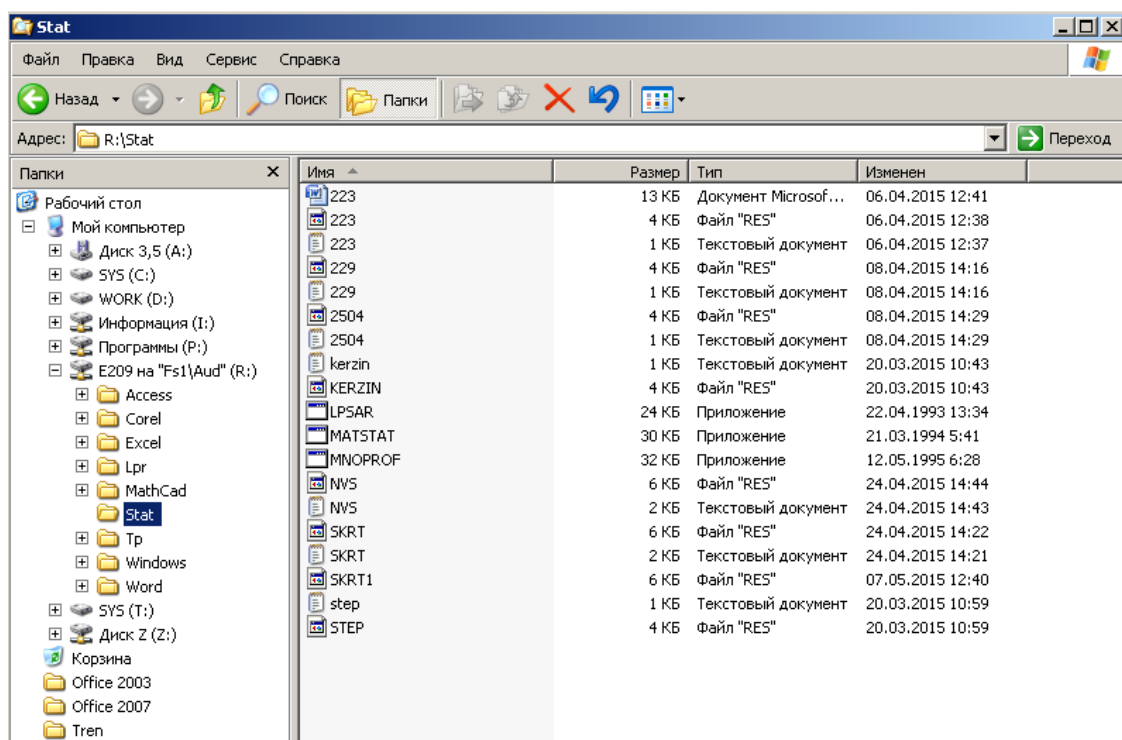 Stat
Файл Правка Вид Сервис Справка
Назад Поиск Папки
Адрес: R:\Stat Переход
Папки
Рабочий стол
Мой компьютер
Диск 3,5 (A:)
SYS (C:)
WORK (D:)
Информация (I:)
Программы (P:)
E209 на "Fs1\Aud" (R:)
Access
Corel
Excel
Lpr
MathCad
Stat
Tp
Windows
Word
SYS (T:)
Диск Z (Z:)
Корзина
Office 2003
Office 2007
Tren
Имя Размер Тип Изменен
223 13 КБ Документ Microsof... 06.04.2015 12:41
223 4 КБ Файл "RES" 06.04.2015 12:38
223 1 КБ Текстовый документ 06.04.2015 12:37
229 4 КБ Файл "RES" 08.04.2015 14:16
229 1 КБ Текстовый документ 08.04.2015 14:16
2504 4 КБ Файл "RES" 08.04.2015 14:29
2504 1 КБ Текстовый документ 08.04.2015 14:29
kerzin 1 КБ Текстовый документ 20.03.2015 10:43
KERZIN 4 КБ Файл "RES" 20.03.2015 10:43
LPSAR 24 КБ Приложение 22.04.1993 13:34
MATSTAT 30 КБ Приложение 21.03.1994 5:41
MNOPROF 32 КБ Приложение 12.05.1995 6:28
NVS 6 КБ Файл "RES" 24.04.2015 14:44
NVS 2 КБ Текстовый документ 24.04.2015 14:43
SKRT 6 КБ Файл "RES" 24.04.2015 14:22
SKRT 2 КБ Текстовый документ 24.04.2015 14:21
SKRT1 6 КБ Файл "RES" 07.05.2015 12:40
step 1 КБ Текстовый документ 20.03.2015 10:59
STEP 4 КБ Файл "RES" 20.03.2015 10:59